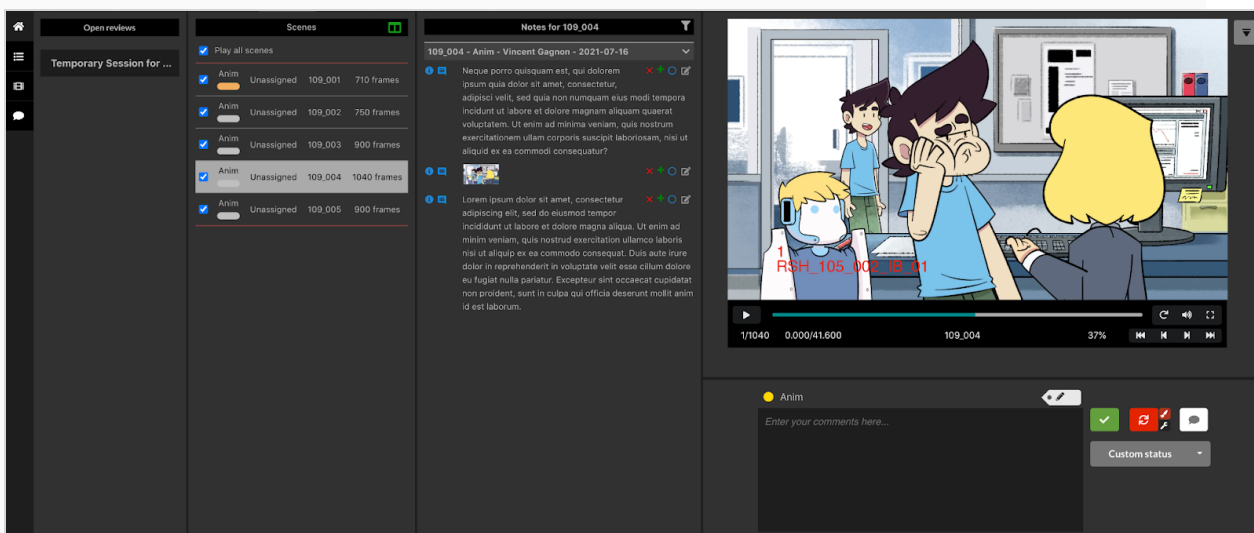 Open reviews
Temporary Session for ...
Scenes
Play all scenes
Anim Unassigned 109_001 710 frames
Anim Unassigned 109_002 750 frames
Anim Unassigned 109_003 900 frames
Anim Unassigned 109_004 1040 frames
Anim Unassigned 109_005 900 frames
Notes for 109_004
109_004 - Anim - Vincent Gagnon - 2021-07-16
Neque porro quisquam est, qui dolorem
ipsum quia dolor sit amet, consectetur,
adipisci velit, sed quia non numquam eius modi tempora
incidunt ut labore et dolore magnam aliquam quaerat
voluptatem. Ut enim ad minima veniam, quis nostrum
exercitationem ullam corporis suscipit laboriosam, nisi ut
aliquid ex ea commodi consequatur?
Lorem ipsum dolor sit amet, consectetur
adipiscing elit, sed do eiusmod tempor
incididunt ut labore et dolore magna aliqua. Ut enim ad
minim veniam, quis nostrud exercitation ullamco laboris
nisi ut aliquip ex ea commodo consequat. Duis aute irure
dolor in reprehenderit in voluptate velit esse cillum dolore
eu fugiat nulla pariatur. Excepteur sint occaecat cupidatat
non proident, sunt in culpa qui officia deserunt mollit anim
id est laborum.
1
RSH_105_002_IB_01
1/1040 0.000/41.600 109_004 37%
Anim
Enter your comments here...
Custom status